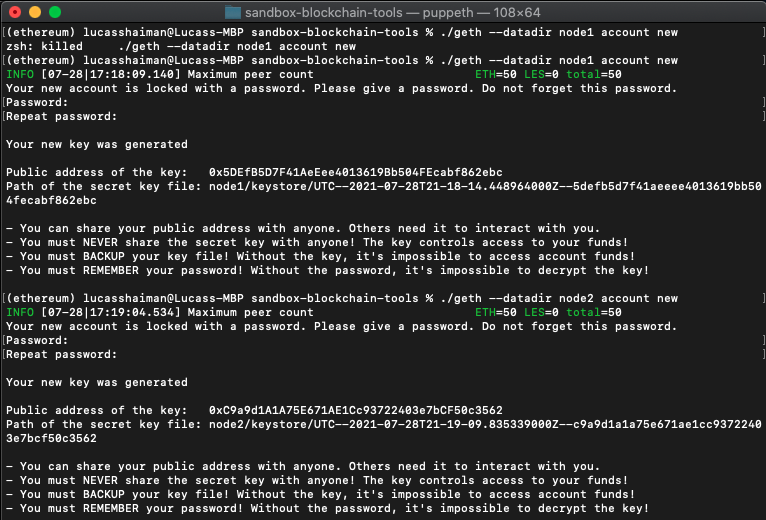 sandbox-blockchain-tools — puppeth — 108×64
[(ethereum) lucasshaiman@Lucass-MBP sandbox-blockchain-tools % ./geth --datadir node1 account new ]
zsh: killed     ./geth --datadir node1 account new
[(ethereum) lucasshaiman@Lucass-MBP sandbox-blockchain-tools % ./geth --datadir node1 account new ]
INFO [07-28|17:18:09.140] Maximum peer count                       ETH=50 LES=0 total=50
Your new account is locked with a password. Please give a password. Do not forget this password.
[Password: ]
[Repeat password: ]
Your new key was generated
Public address of the key:   0x5DEfB5D7F41AeEee4013619Bb504FEcabf862ebc
Path of the secret key file: node1/keystore/UTC--2021-07-28T21-18-14.448964000Z--5defb5d7f41aeeee4013619bb50
4fecabf862ebc
- You can share your public address with anyone. Others need it to interact with you.
- You must NEVER share the secret key with anyone! The key controls access to your funds!
- You must BACKUP your key file! Without the key, it's impossible to access account funds!
- You must REMEMBER your password! Without the password, it's impossible to decrypt the key!
[(ethereum) lucasshaiman@Lucass-MBP sandbox-blockchain-tools % ./geth --datadir node2 account new ]
INFO [07-28|17:19:04.534] Maximum peer count                       ETH=50 LES=0 total=50
Your new account is locked with a password. Please give a password. Do not forget this password.
[Password: ]
[Repeat password: ]
Your new key was generated
Public address of the key:   0xC9a9d1A1A75E671AE1Cc93722403e7bCF50c3562
Path of the secret key file: node2/keystore/UTC--2021-07-28T21-19-09.835339000Z--c9a9d1a1a75e671ae1cc9372240
3e7bcf50c3562
- You can share your public address with anyone. Others need it to interact with you.
- You must NEVER share the secret key with anyone! The key controls access to your funds!
- You must BACKUP your key file! Without the key, it's impossible to access account funds!
- You must REMEMBER your password! Without the password, it's impossible to decrypt the key!